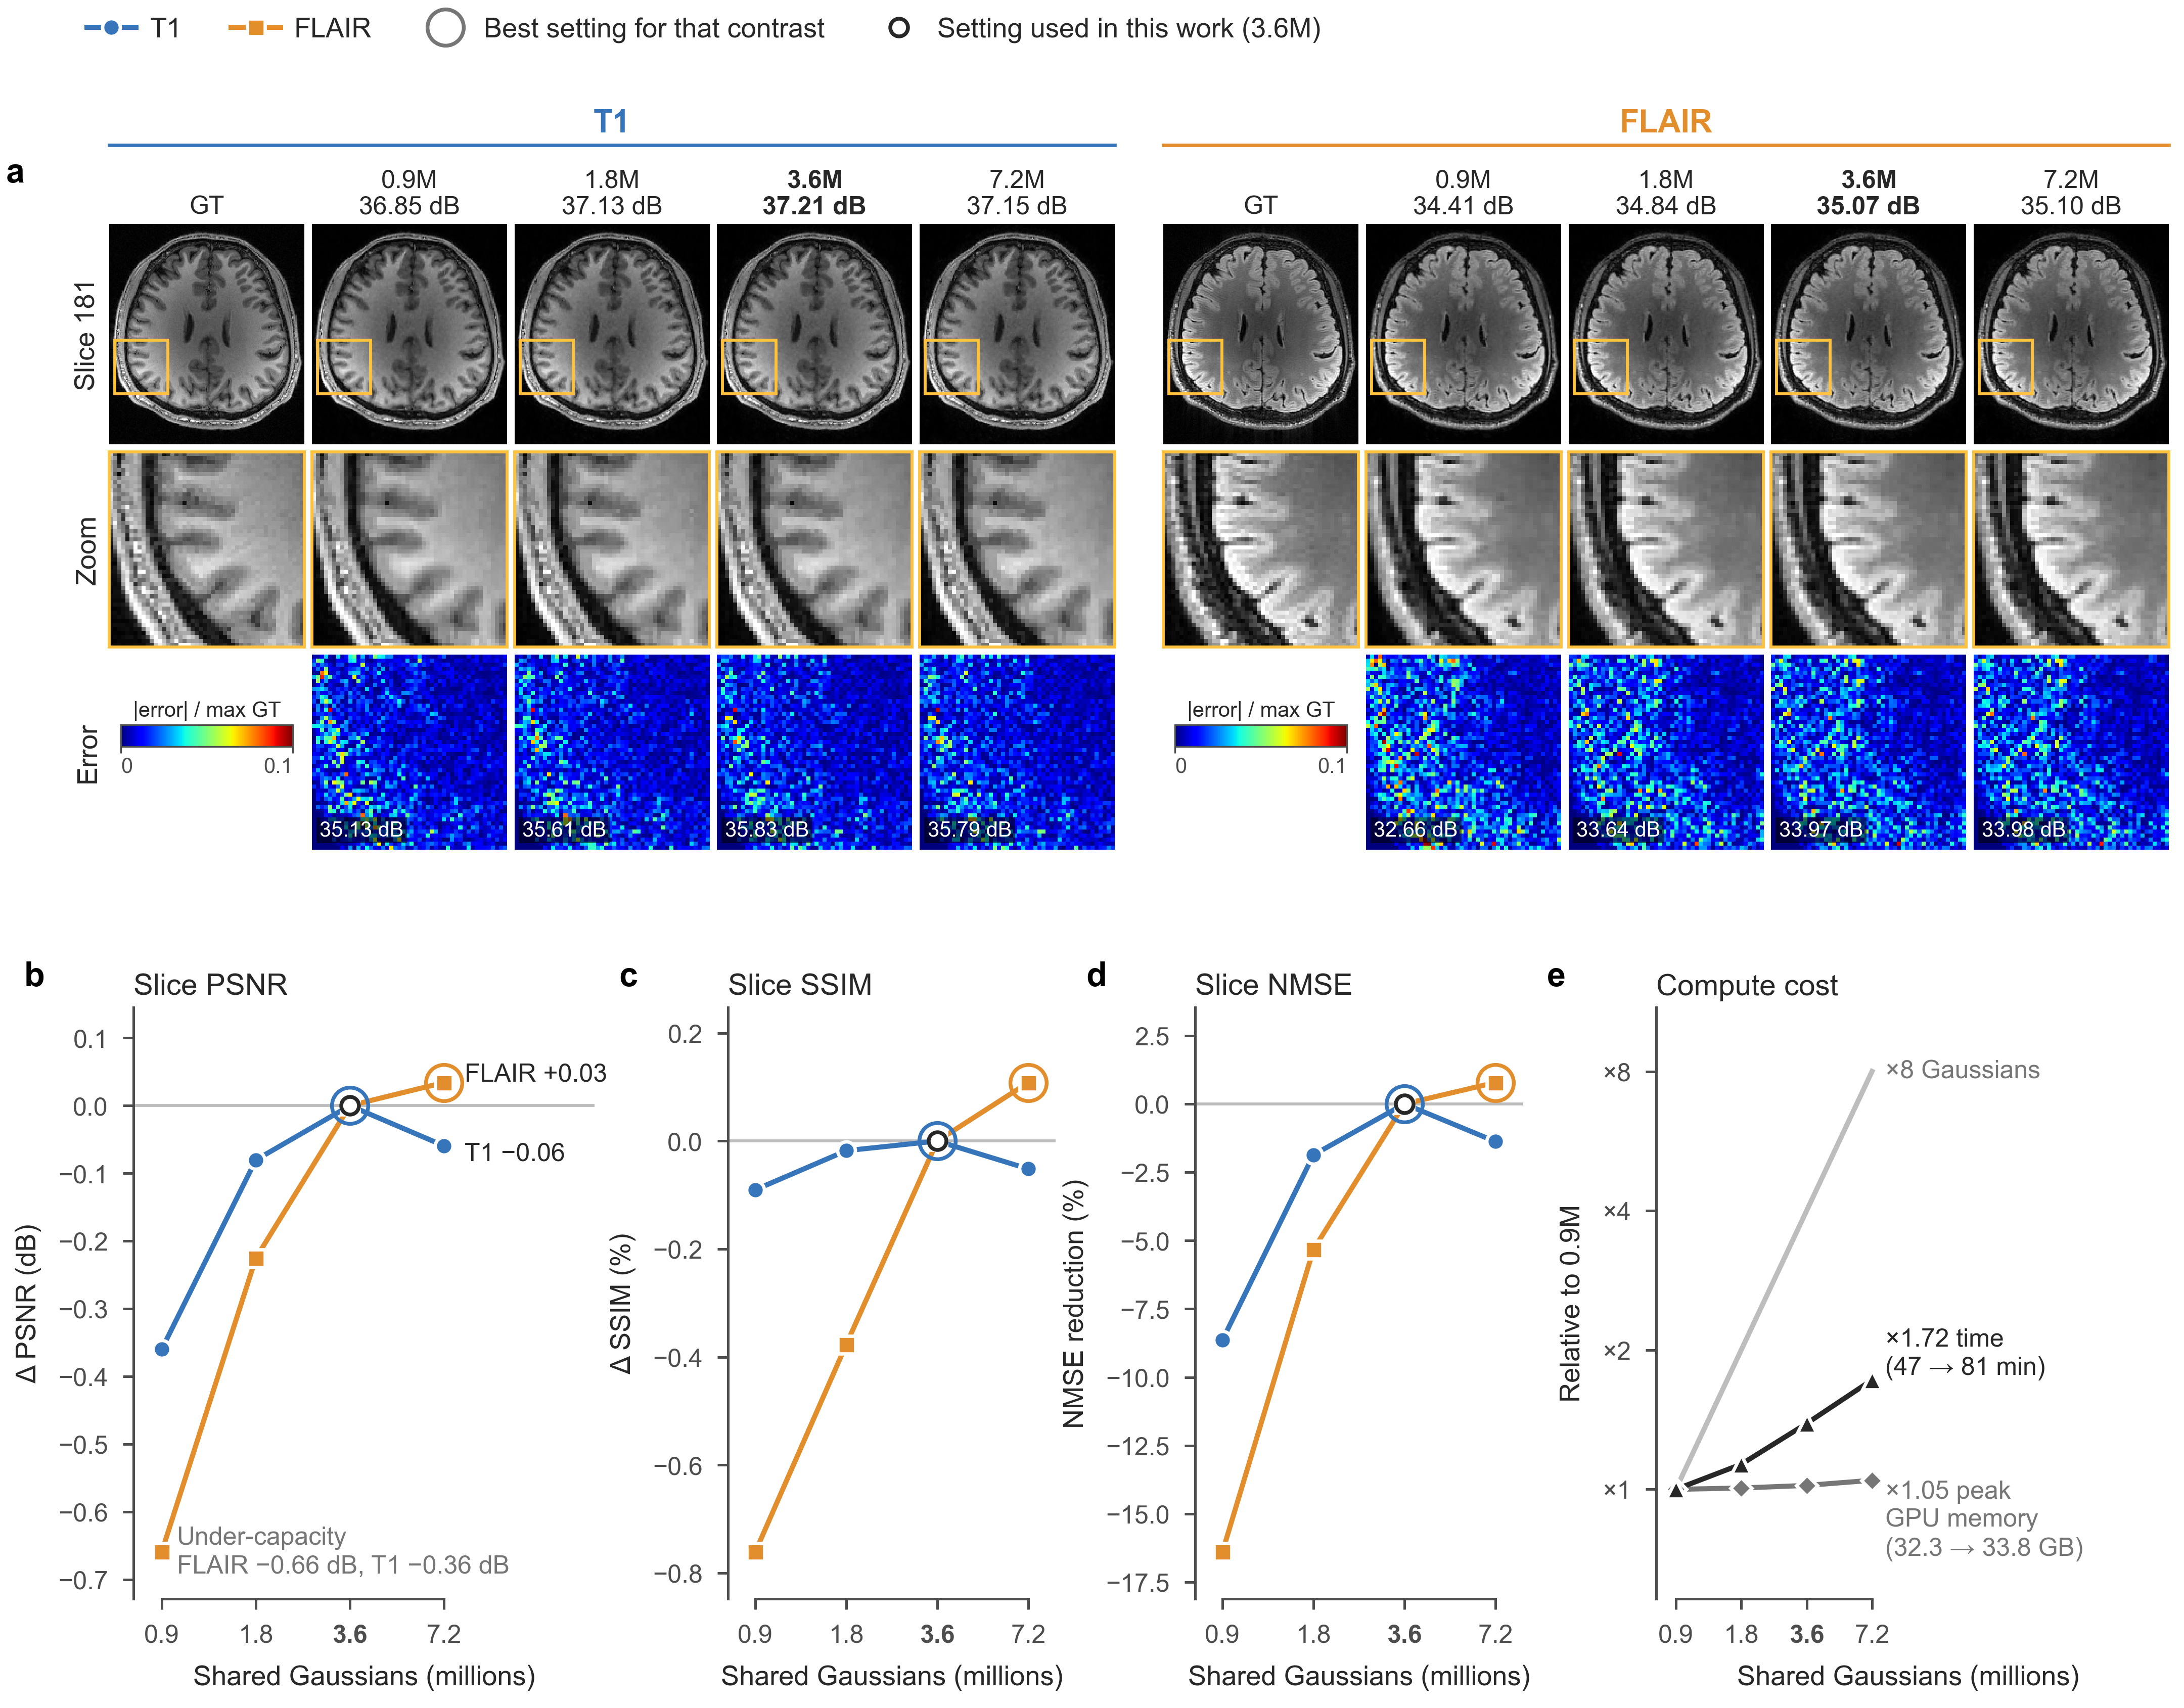 T1
FLAIR
Best setting for that contrast
Setting used in this work (3.6M)
T1
FLAIR
a
GT
0.9M
36.85 dB
1.8M
37.13 dB
3.6M
37.21 dB
7.2M
37.15 dB
GT
0.9M
34.41 dB
1.8M
34.84 dB
3.6M
35.07 dB
7.2M
35.10 dB
Slice 181
Zoom
Error
|error| / max GT
0
0.1
35.13 dB
35.61 dB
35.83 dB
35.79 dB
|error| / max GT
0
0.1
32.66 dB
33.64 dB
33.97 dB
33.98 dB
b
Slice PSNR
Δ PSNR (dB)
0.1
0.0
−0.1
−0.2
−0.3
−0.4
−0.5
−0.6
−0.7
FLAIR +0.03
T1 −0.06
Under-capacity
FLAIR −0.66 dB, T1 −0.36 dB
0.9
1.8
3.6
7.2
Shared Gaussians (millions)
c
Slice SSIM
Δ SSIM (%)
0.2
0.0
−0.2
−0.4
−0.6
−0.8
0.9
1.8
3.6
7.2
Shared Gaussians (millions)
d
Slice NMSE
NMSE reduction (%)
2.5
0.0
−2.5
−5.0
−7.5
−10.0
−12.5
−15.0
−17.5
0.9
1.8
3.6
7.2
Shared Gaussians (millions)
e
Compute cost
Relative to 0.9M
×8
×4
×2
×1
×8 Gaussians
×1.72 time
(47 → 81 min)
×1.05 peak
GPU memory
(32.3 → 33.8 GB)
0.9
1.8
3.6
7.2
Shared Gaussians (millions)